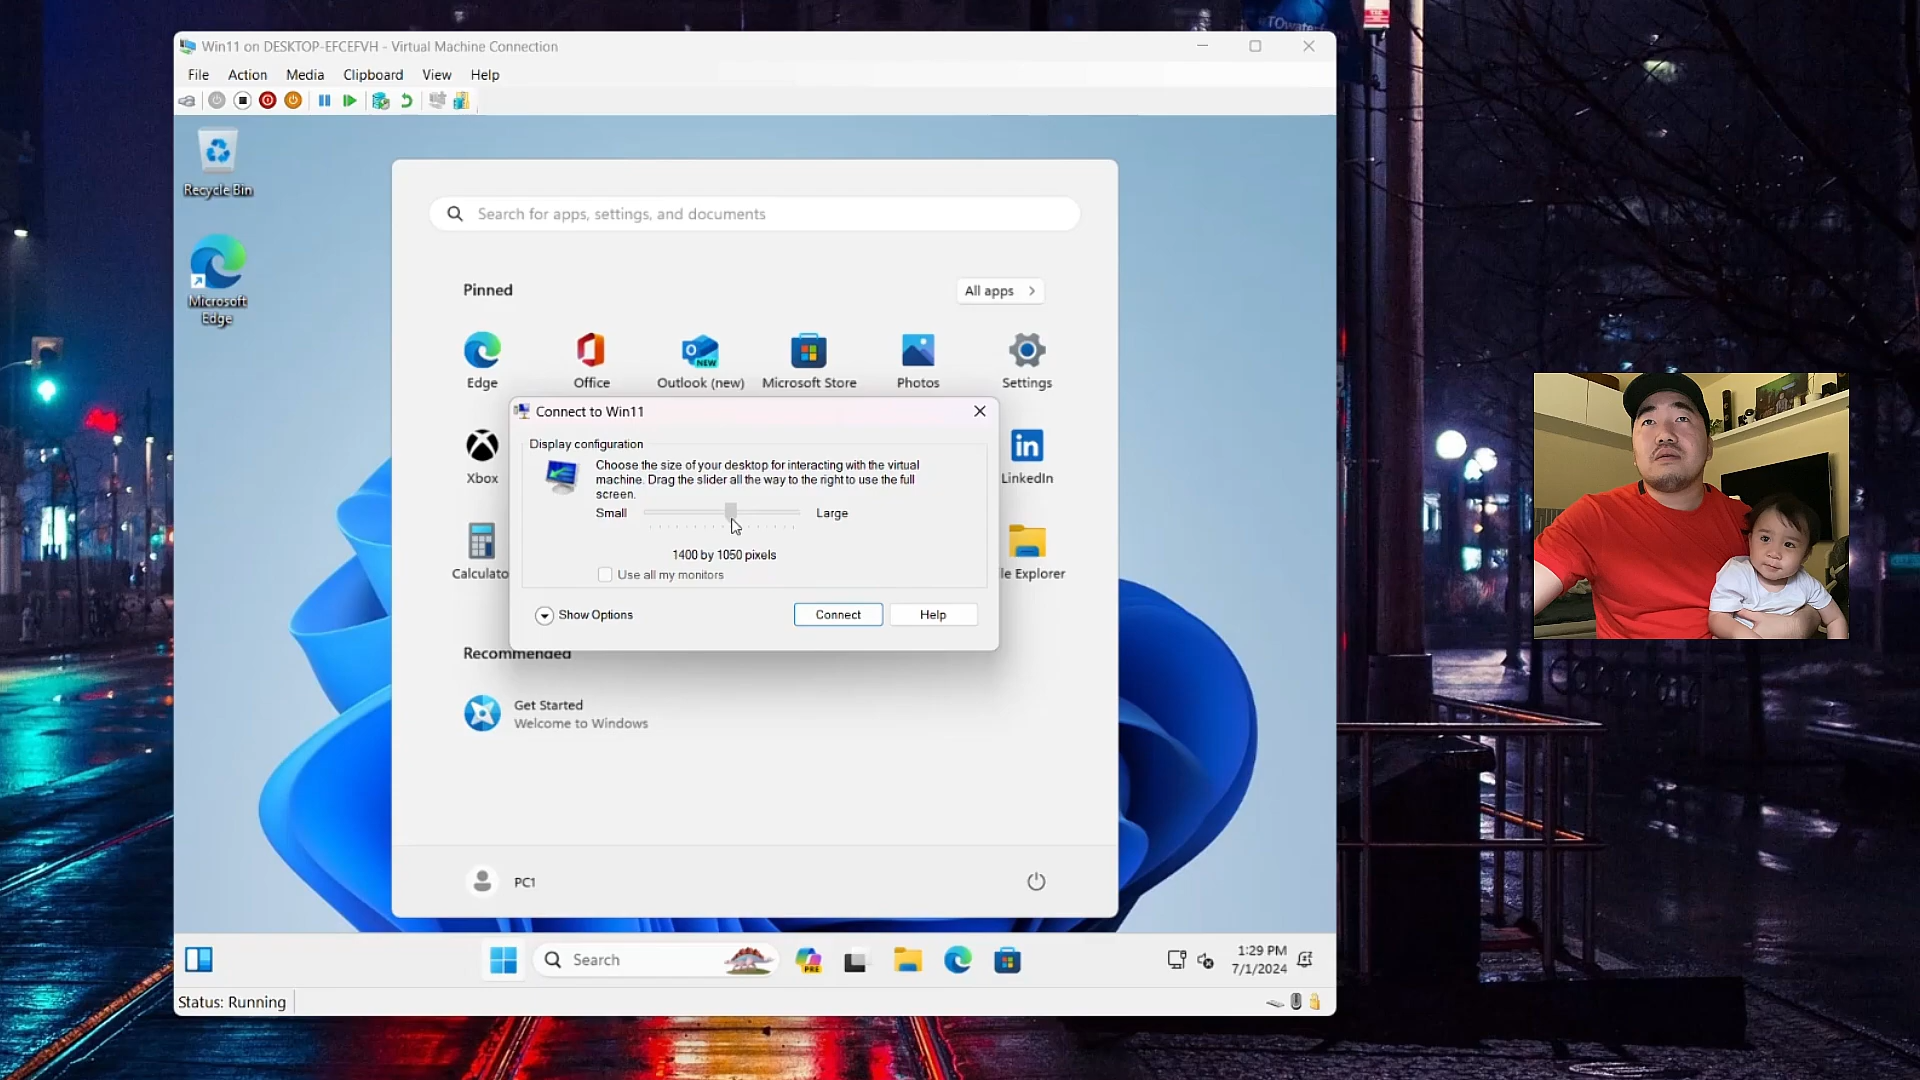 Win11 on DESKTOP-EFCEFVH - Virtual Machine Connection
File Action Media Clipboard View Help
Recycle Bin
Microsoft
Edge
Search for apps, settings, and documents
Pinned
All apps
Edge Office Outlook (new) Microsoft Store Photos Settings
NEW
Xbox
LinkedIn
in
Calculato
le Explorer
Connect to Win11
Display configuration
Choose the size of your desktop for interacting with the virtual
machine. Drag the slider all the way to the right to use the full
screen.
Small Large
1400 by 1050 pixels
Use all my monitors
Show Options
Connect
Help
Recommended
Get Started
Welcome to Windows
PC1
Search
PRE
1:29 PM
7/1/2024
Status: Running